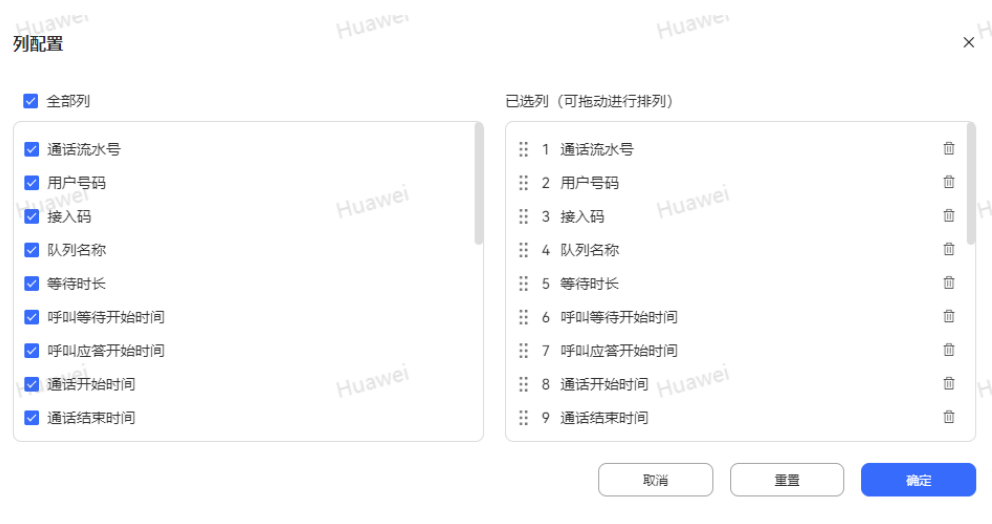 Huawei Huawei Huawei
列配置
全部列
通话流水号
用户号码
接入码
队列名称
等待时长
呼叫等待开始时间
呼叫应答开始时间
通话开始时间
通话结束时间
已选列（可拖动进行排列）
1 通话流水号
2 用户号码
3 接入码
4 队列名称
5 等待时长
6 呼叫等待开始时间
7 呼叫应答开始时间
8 通话开始时间
9 通话结束时间
Huawei Huawei Huawei
Huawei Huawei Huawei
取消 重置 确定